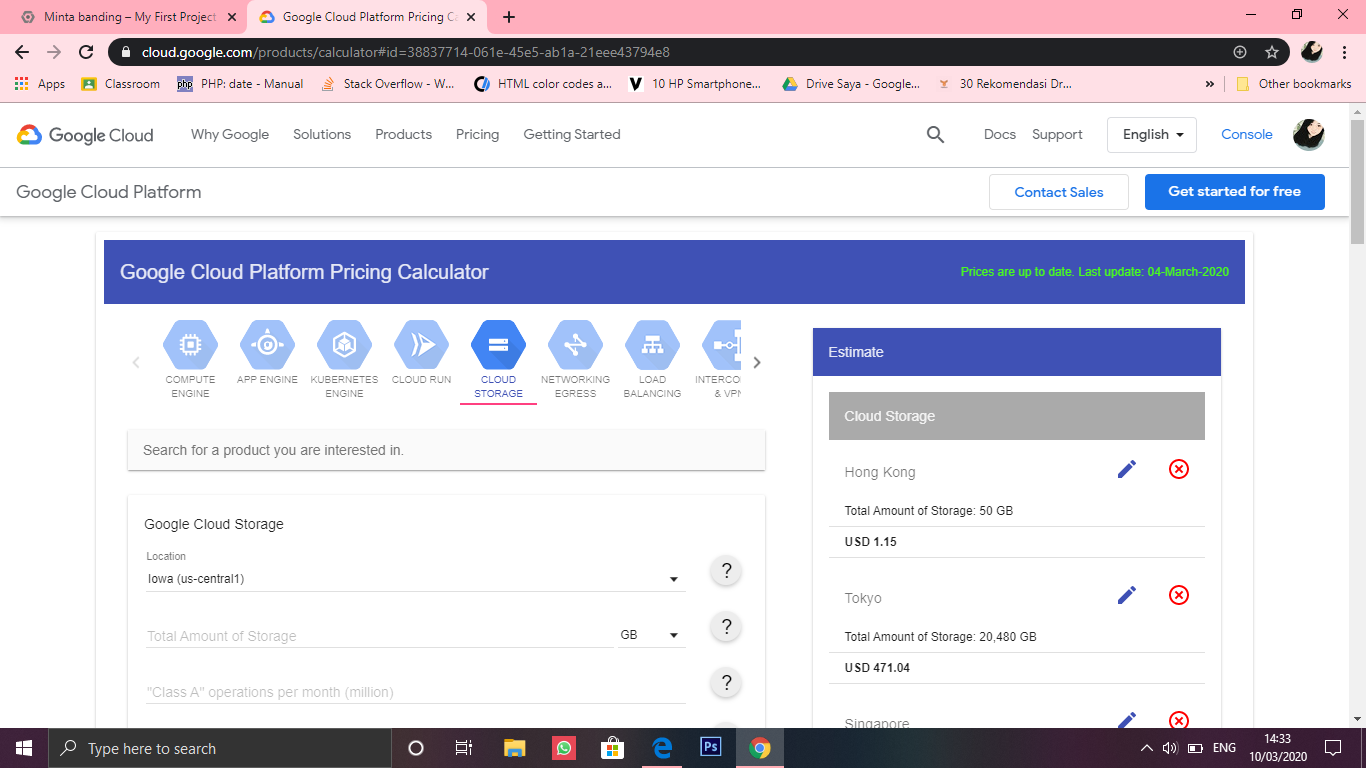 Minta banding – My First Project
Google Cloud Platform Pricing Ca
cloud.google.com/products/calculator#id=38837714-061e-45e5-ab1a-21eee43794e8
Apps
Classroom
php
PHP: date - Manual
Stack Overflow - W...
HTML color codes a...
V
10 HP Smartphone...
Drive Saya - Google...
30 Rekomendasi Dr...
»
Other bookmarks
Google Cloud
Why Google
Solutions
Products
Pricing
Getting Started
Docs
Support
English
Console
Google Cloud Platform
Contact Sales
Get started for free
Google Cloud Platform Pricing Calculator
Prices are up to date. Last update: 04-March-2020
COMPUTE
ENGINE
APP ENGINE
KUBERNETES
ENGINE
CLOUD RUN
CLOUD
STORAGE
NETWORKING
EGRESS
LOAD
BALANCING
INTERCO
& VPN
Search for a product you are interested in.
Google Cloud Storage
Location
Iowa (us-central1)
?
Total Amount of Storage
GB
?
"Class A" operations per month (million)
?
Estimate
Cloud Storage
Hong Kong
Total Amount of Storage: 50 GB
USD 1.15
Tokyo
Total Amount of Storage: 20,480 GB
USD 471.04
Singapore
Type here to search
Ps
ENG
14:33
10/03/2020